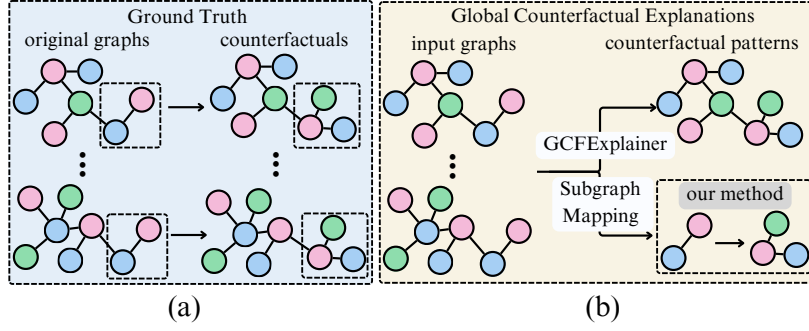 Ground Truth
original graphs
counterfactuals
(a)
Global Counterfactual Explanations
input graphs
counterfactual patterns
GCFExplainer
Subgraph
Mapping
our method
(b)